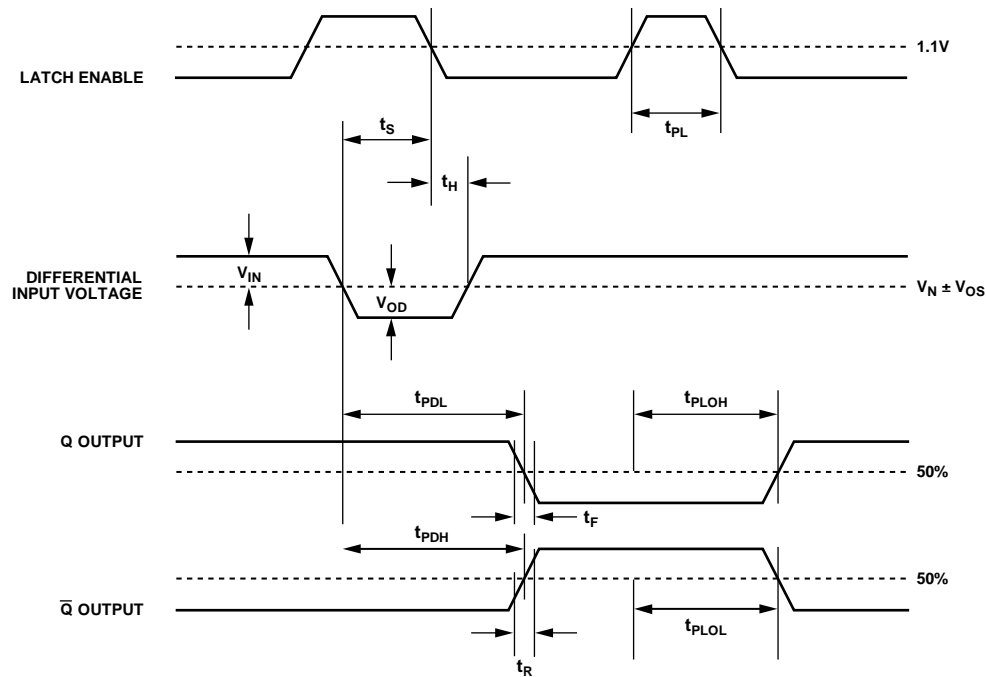 1.1V
LATCH ENABLE
tS
tPL
tH
VIN
DIFFERENTIAL
INPUT VOLTAGE
VOD
VN ± VOS
tPDL
tPLOH
Q OUTPUT
50%
tF
tPDH
50%
Q̅ OUTPUT
tPLOL
tR